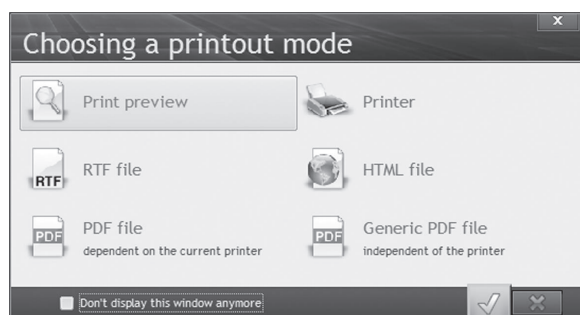 Choosing a printout mode
x
Print preview
Printer
RTF
RTF file
HTML file
PDF
PDF file
dependent on the current printer
PDF
Generic PDF file
independent of the printer
Don't display this window anymore